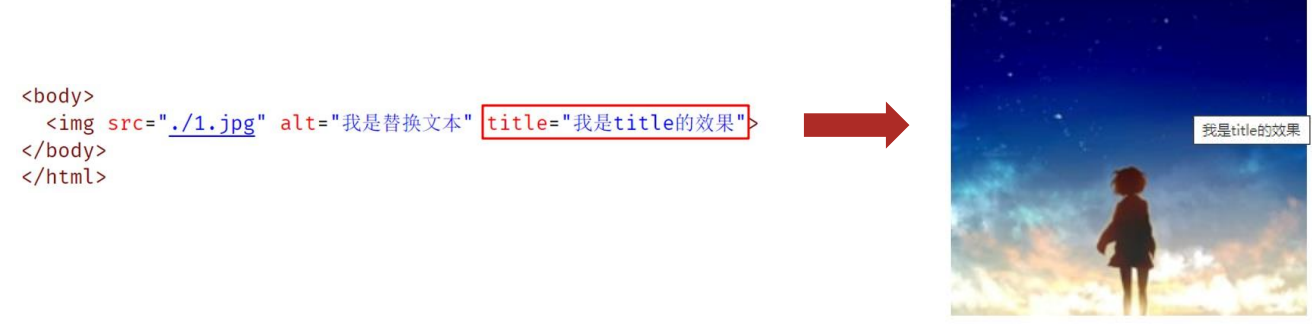 <body>
<img src="./1.jpg" alt="我是替换文本" title="我是title的效果">
</body>
</html>
我是title的效果